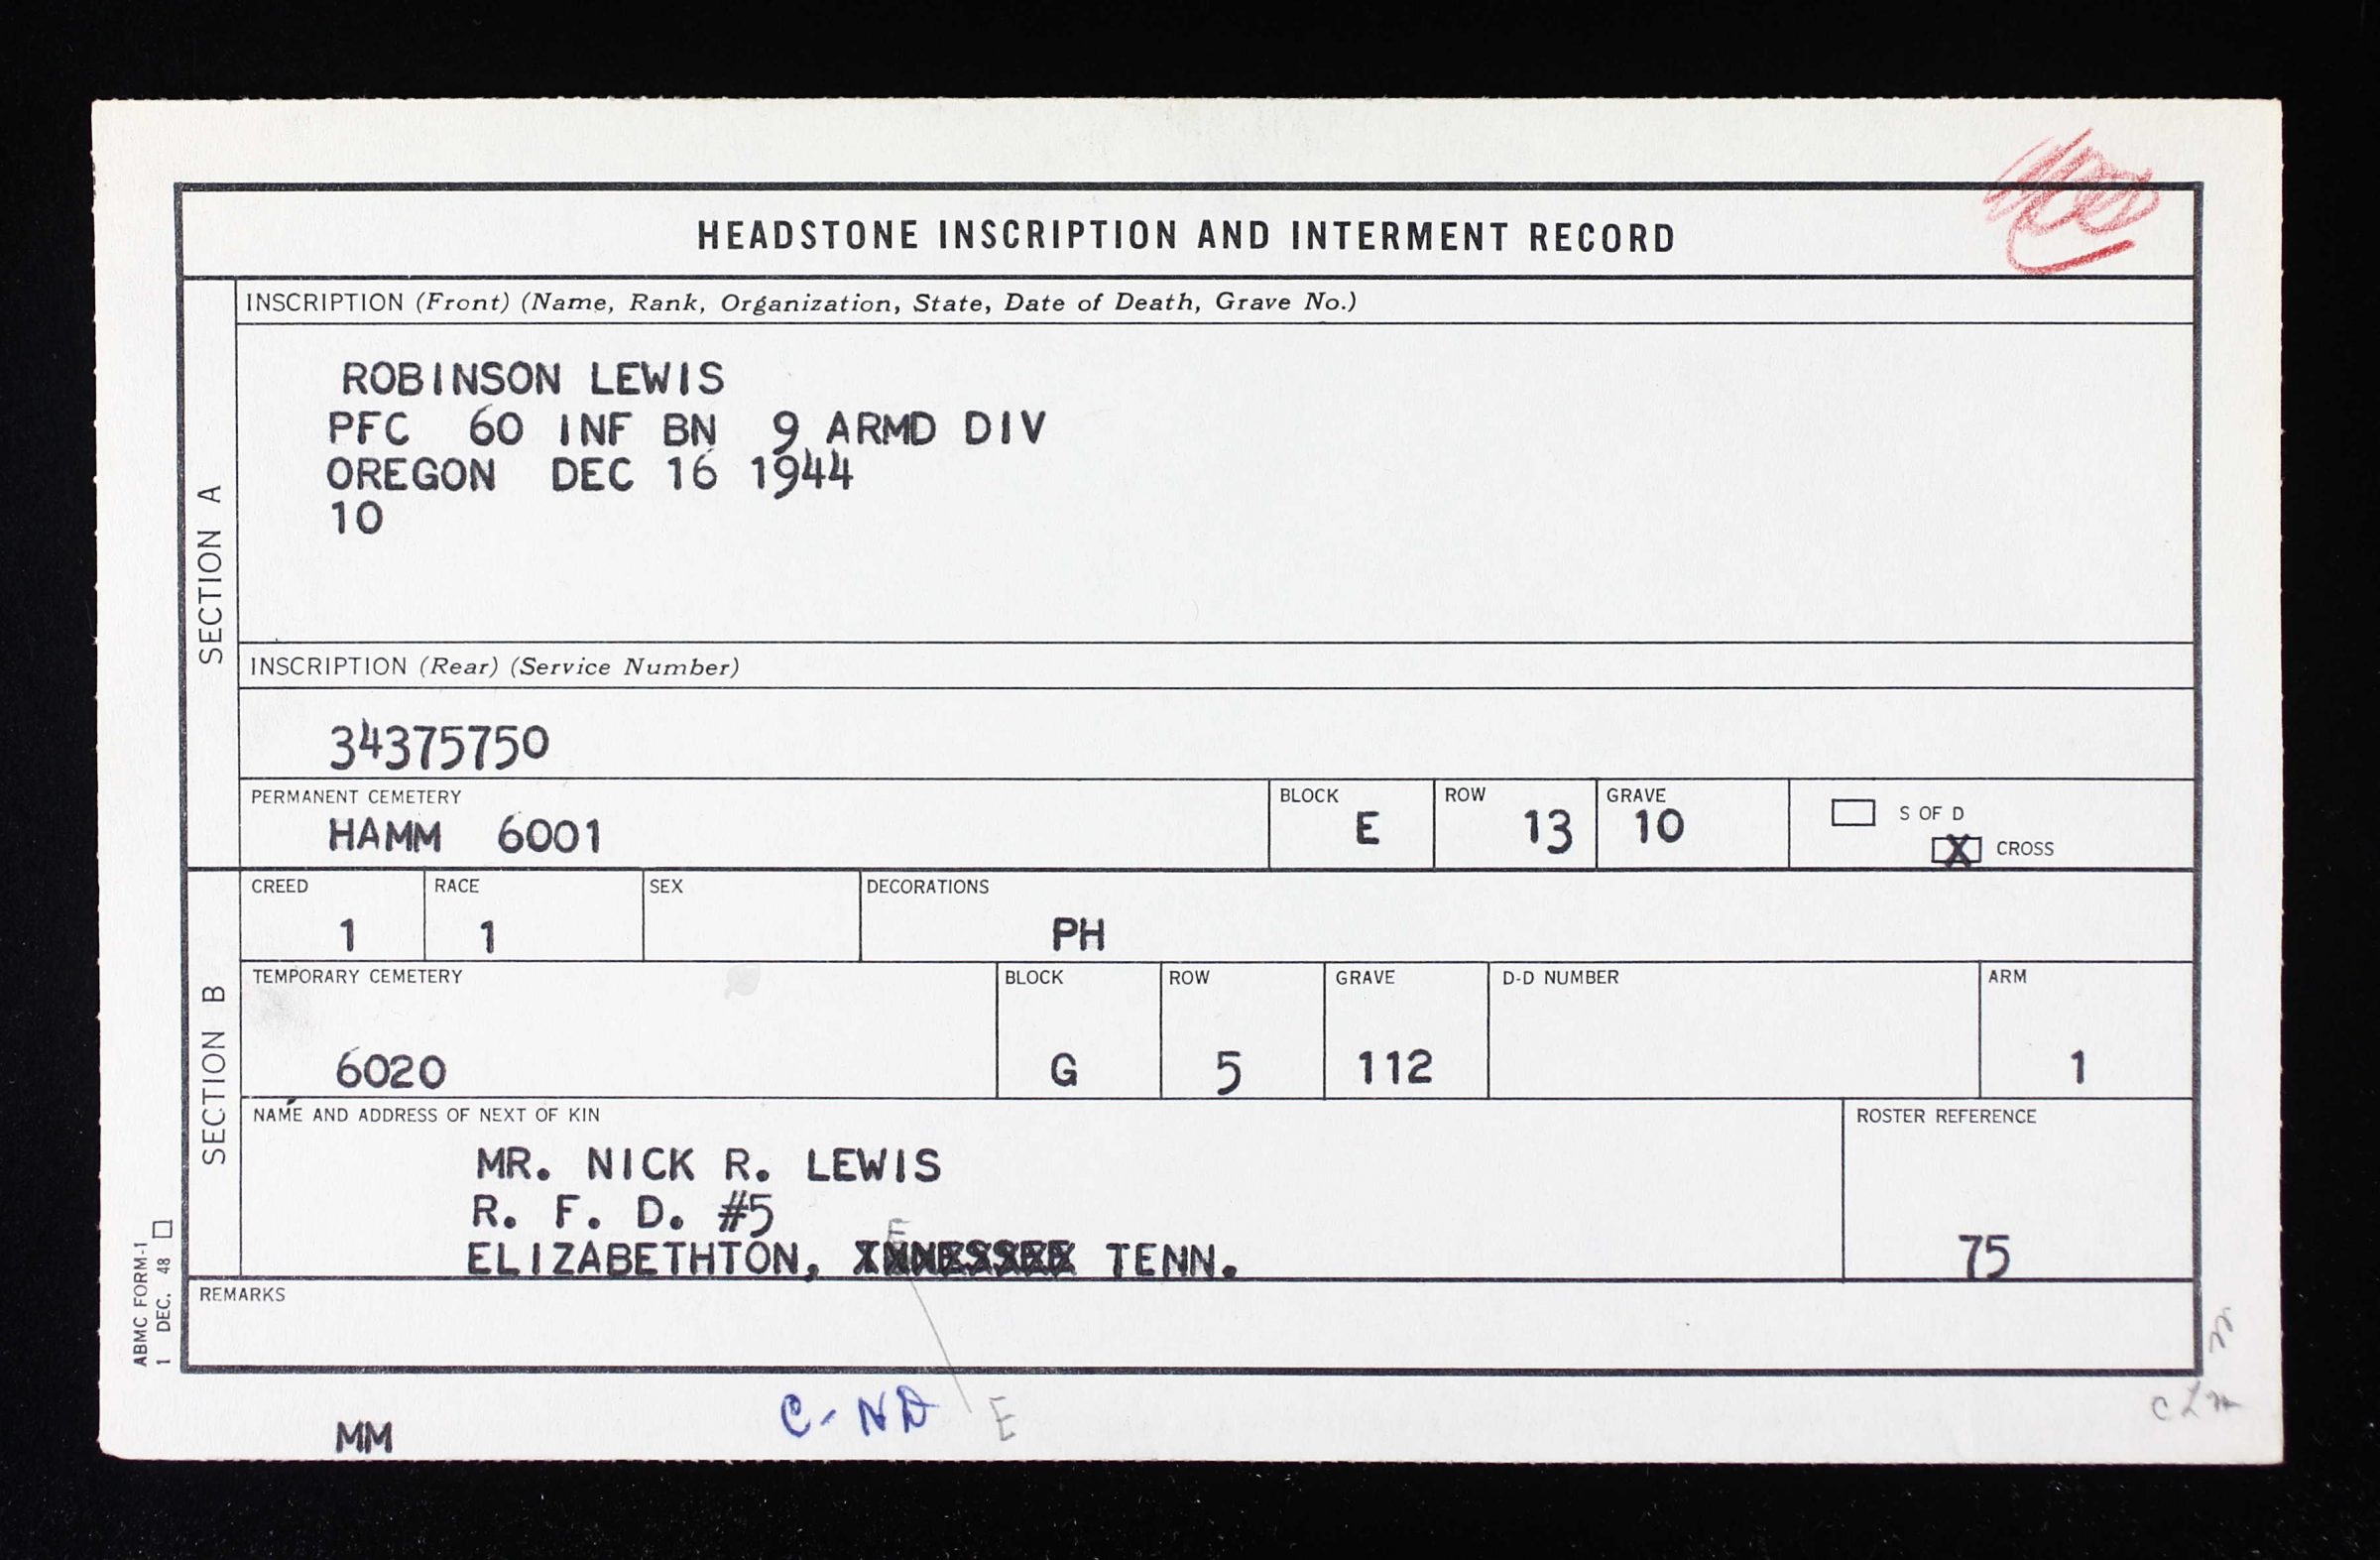 HEADSTONE INSCRIPTION AND INTERMENT RECORD
SECTION A
INSCRIPTION (Front) (Name, Rank, Organization, State, Date of Death, Grave No.)
ROBINSON LEWIS
PFC 60 INF BN 9 ARMD DIV
OREGON DEC 16 1944
10
INSCRIPTION (Rear) (Service Number)
34375750
PERMANENT CEMETERY BLOCK ROW GRAVE S OF D
HAMM 6001 E 13 10 X CROSS
SECTION B
CREED RACE SEX DECORATIONS
1 1 PH
TEMPORARY CEMETERY BLOCK ROW GRAVE D-D NUMBER ARM
6020 G 5 112 1
NAME AND ADDRESS OF NEXT OF KIN ROSTER REFERENCE
MR. NICK R. LEWIS
R. F. D. #5
E
ELIZABETHTON, TENN. 75
REMARKS
ABMC FORM-1
1 DEC. 48
C-ND E
MM